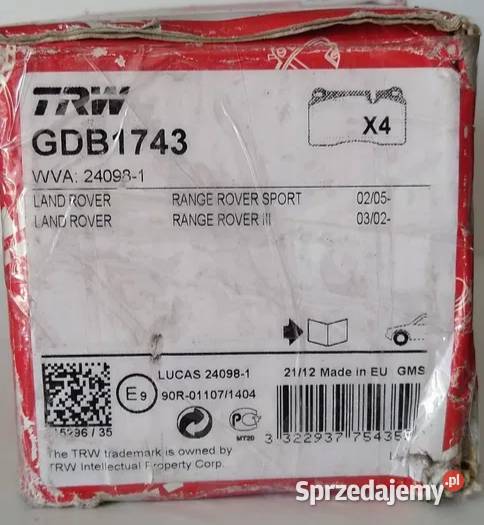 TRW
GDB1743
X4
WVA: 24098-1
LAND ROVER RANGE ROVER SPORT 02/05-
LAND ROVER RANGE ROVER III 03/02-
LUCAS 24098-1 21/12 Made in EU GMS
E9 90R-01107/1404
15296 / 35
MT20
3 322937 75435
The TRW trademark is owned by
TRW Intellectual Property Corp.
Sprzedajemy.pl